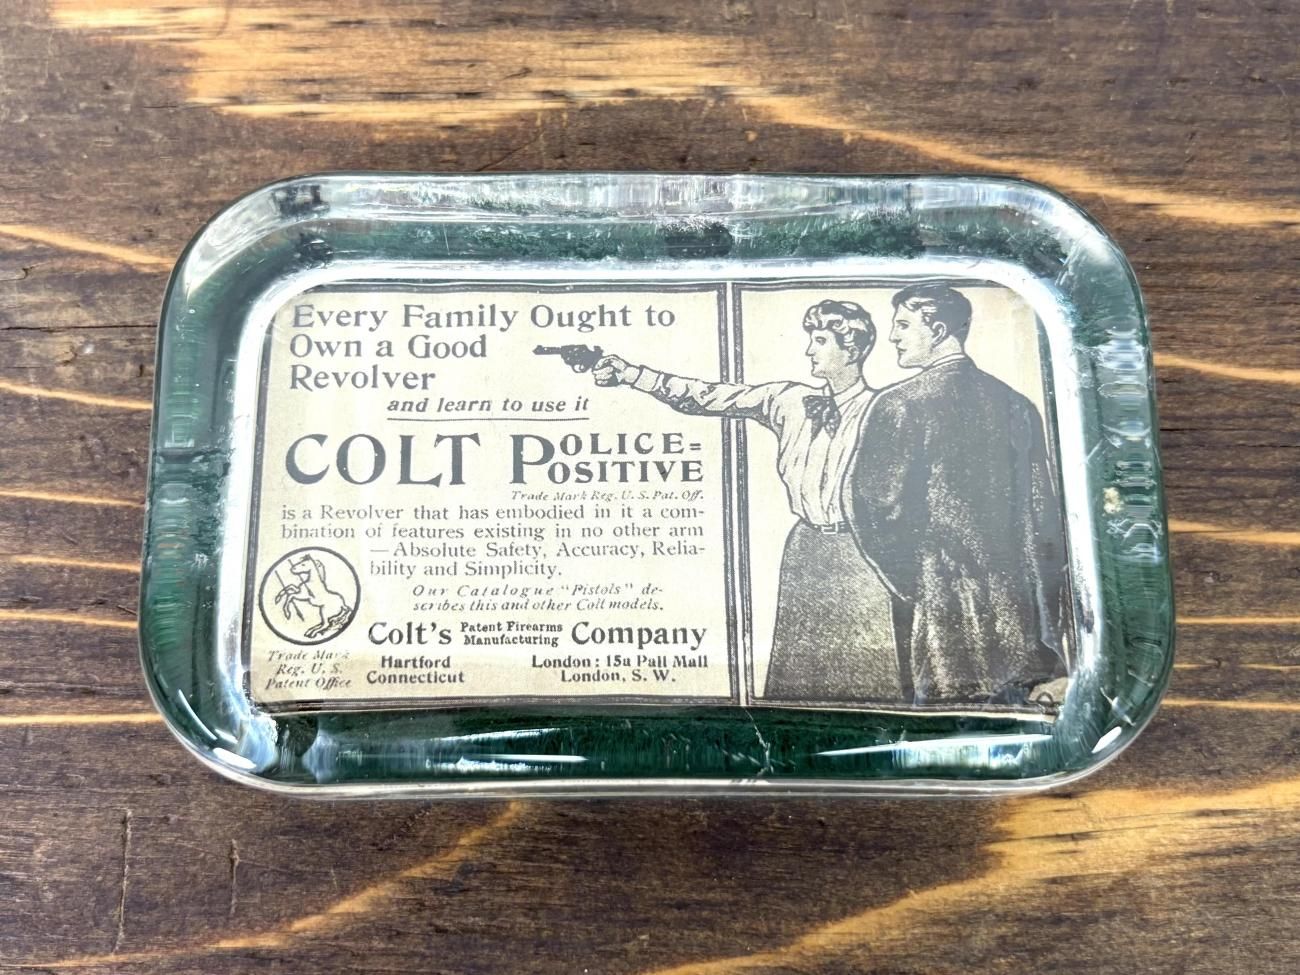 Every Family Ought to
Own a Good
Revolver
and learn to use it
COLT POLICE=
POSITIVE
Trade Mark Reg. U. S. Pat. Off.
is a Revolver that has embodied in it a com-
bination of features existing in no other arm
—Absolute Safety, Accuracy, Relia-
bility and Simplicity.
Our Catalogue "Pistols" de-
scribes this and other Colt models.
Colt's Patent Firearms Manufacturing Company
Trade Mark
Reg. U. S.
Patent Office
Hartford
Connecticut
London: 15a Pall Mall
London, S. W.